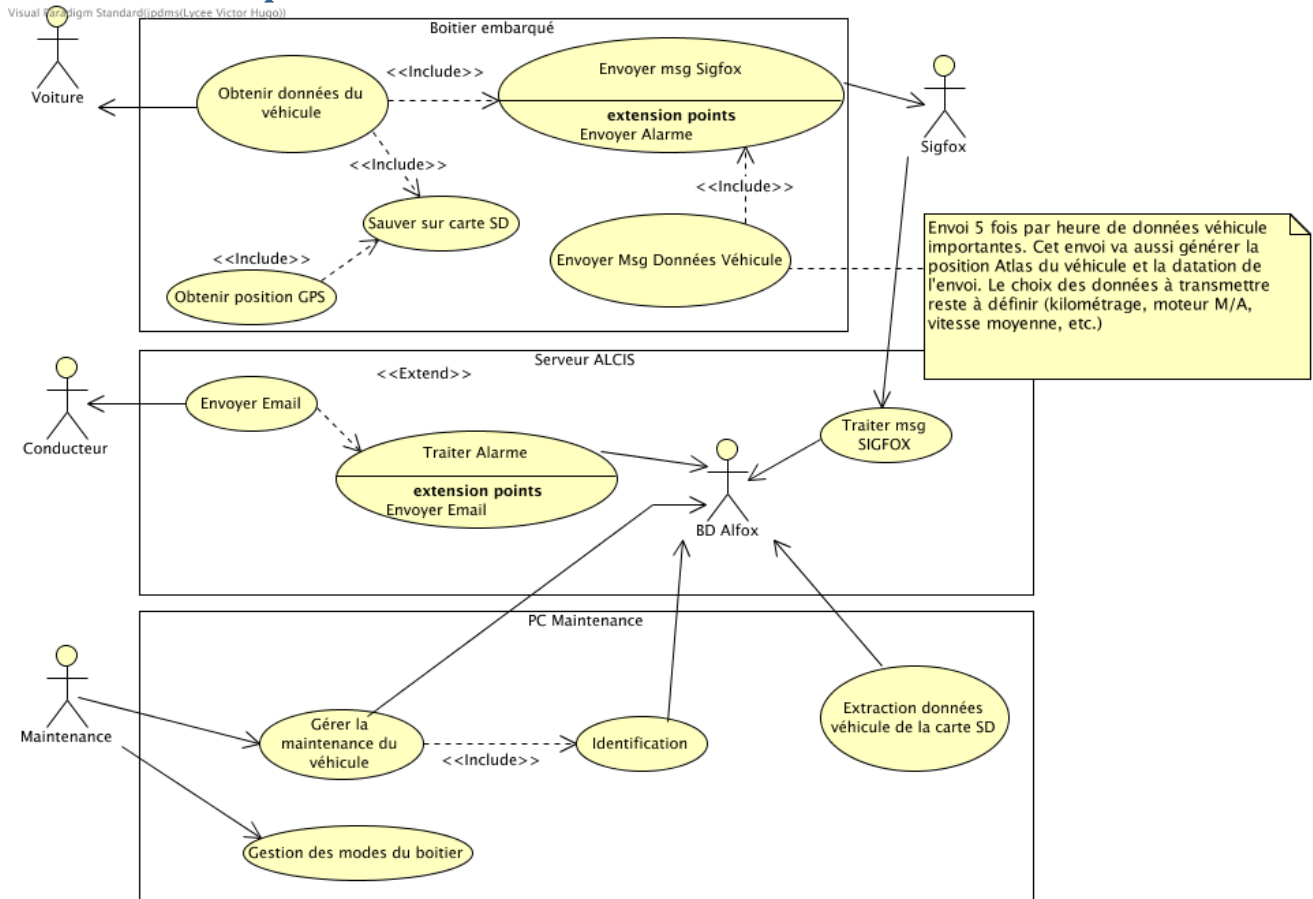 Visual Paradigm Standard(jpdms(Lycee Victor Hugo))
Boitier embarqué
Voiture
Obtenir données du
véhicule
<<Include>>
Envoyer msg Sigfox
extension points
Envoyer Alarme
Sigfox
<<Include>>
<<Include>>
Sauver sur carte SD
<<Include>>
Obtenir position GPS
Envoyer Msg Données Véhicule
Envoi 5 fois par heure de données véhicule
importantes. Cet envoi va aussi générer la
position Atlas du véhicule et la datation de
l'envoi. Le choix des données à transmettre
reste à définir (kilométrage, moteur M/A,
vitesse moyenne, etc.)
Serveur ALCIS
<<Extend>>
Conducteur
Envoyer Email
Traiter Alarme
extension points
Envoyer Email
Traiter msg
SIGFOX
BD Alfox
PC Maintenance
Maintenance
Gérer la
maintenance du
véhicule
<<Include>>
Identification
Extraction données
véhicule de la carte SD
Gestion des modes du boitier